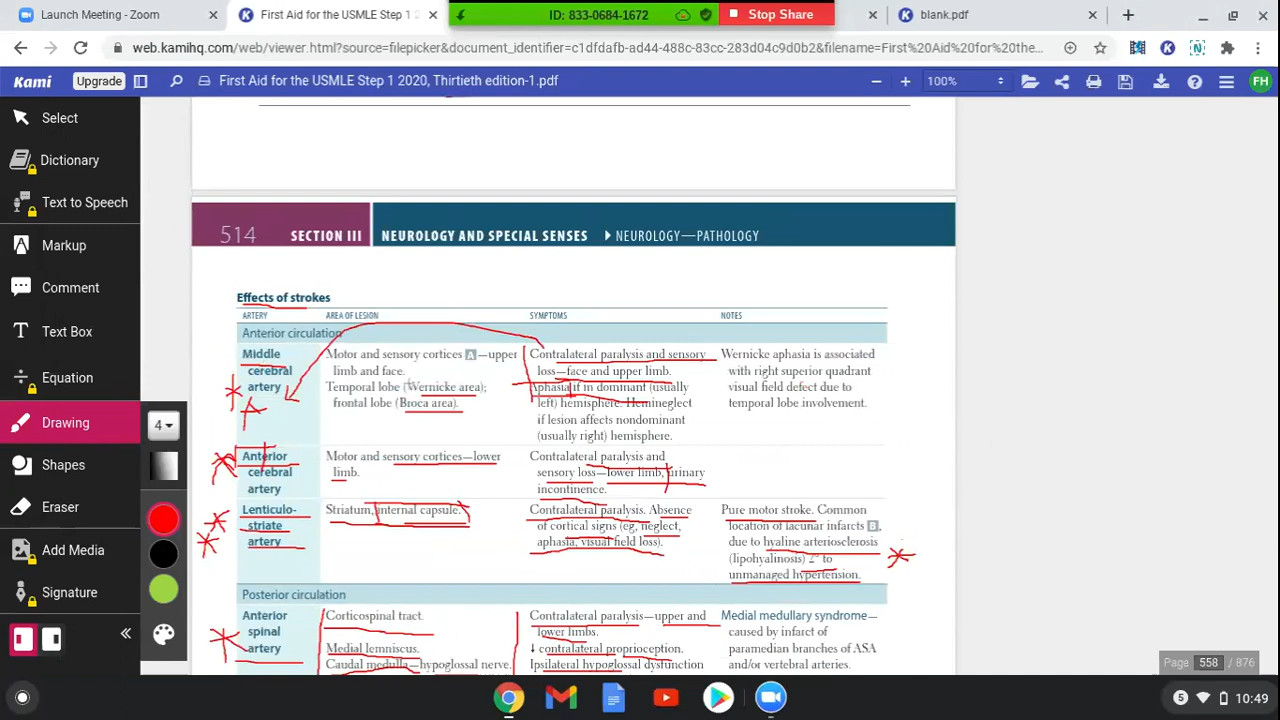 Launch Meeting - Zoom
First Aid for the USMLE Step 1 2
ID: 833-0684-1672
Stop Share
blank.pdf
web.kamihq.com/web/viewer.html?source=filepicker&document_identifier=c1dfdafb-ad44-488c-83cc-283d04c9d0b2&filename=First%20Aid%20for%20the...
Kami
Upgrade
First Aid for the USMLE Step 1 2020, Thirtieth edition-1.pdf
100%
FH
Select
Dictionary
Text to Speech
Markup
Comment
Text Box
Equation
Drawing
4
Shapes
Eraser
Add Media
Signature
514 SECTION III NEUROLOGY AND SPECIAL SENSES NEUROLOGY—PATHOLOGY
Effects of strokes
ARTERY AREA OF LESION SYMPTOMS NOTES
Anterior circulation
Middle
cerebral
artery
Motor and sensory cortices A—upper
limb and face.
Temporal lobe (Wernicke area);
frontal lobe (Broca area).
Contralateral paralysis and sensory
loss—face and upper limb.
Aphasia if in dominant (usually
left) hemisphere. Hemineglect
if lesion affects nondominant
(usually right) hemisphere.
Wernicke aphasia is associated
with right superior quadrant
visual field defect due to
temporal lobe involvement.
A
Anterior
cerebral
artery
Motor and sensory cortices—lower
limb.
Contralateral paralysis and
sensory loss—lower limb, urinary
incontinence.
Lenticulo-
striate
artery
Striatum, internal capsule.
Contralateral paralysis. Absence
of cortical signs (eg, neglect,
aphasia, visual field loss).
Pure motor stroke. Common
location of lacunar infarcts B,
due to hyaline arteriosclerosis
(lipohyalinosis) 2° to
unmanaged hypertension.
Posterior circulation
Anterior
spinal
artery
Corticospinal tract.
Medial lemniscus.
Caudal medulla—hypoglossal nerve.
Contralateral paralysis—upper and
lower limbs.
↓ contralateral proprioception.
Ipsilateral hypoglossal dysfunction
Medial medullary syndrome—
caused by infarct of
paramedian branches of ASA
and/or vertebral arteries.
Page 558 / 876
5
10:49